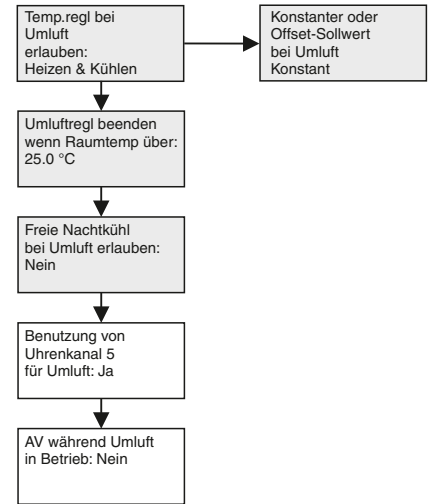 Temp.regl bei
Umluft
erlauben:
Heizen & Kühlen
Konstanter oder
Offset-Sollwert
bei Umluft
Konstant
Umluftregl beenden
wenn Raumtemp über:
25.0 °C
Freie Nachtkühl
bei Umluft erlauben:
Nein
Benutzung von
Uhrenkanal 5
für Umluft: Ja
AV während Umluft
in Betrieb: Nein